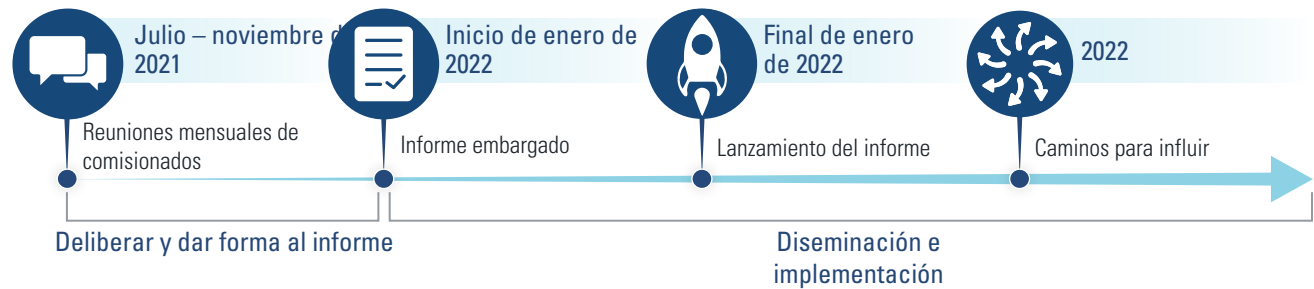 Julio – noviembre d
2021
Inicio de enero de
2022
Final de enero
de 2022
2022
Reuniones mensuales de
comisionados
Informe embargado
Lanzamiento del informe
Caminos para influir
Deliberar y dar forma al informe
Diseminación e
implementación